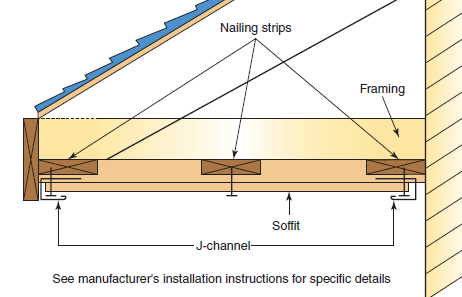 Nailing strips
Framing
Soffit
J-channel
See manufacturer's installation instructions for specific details